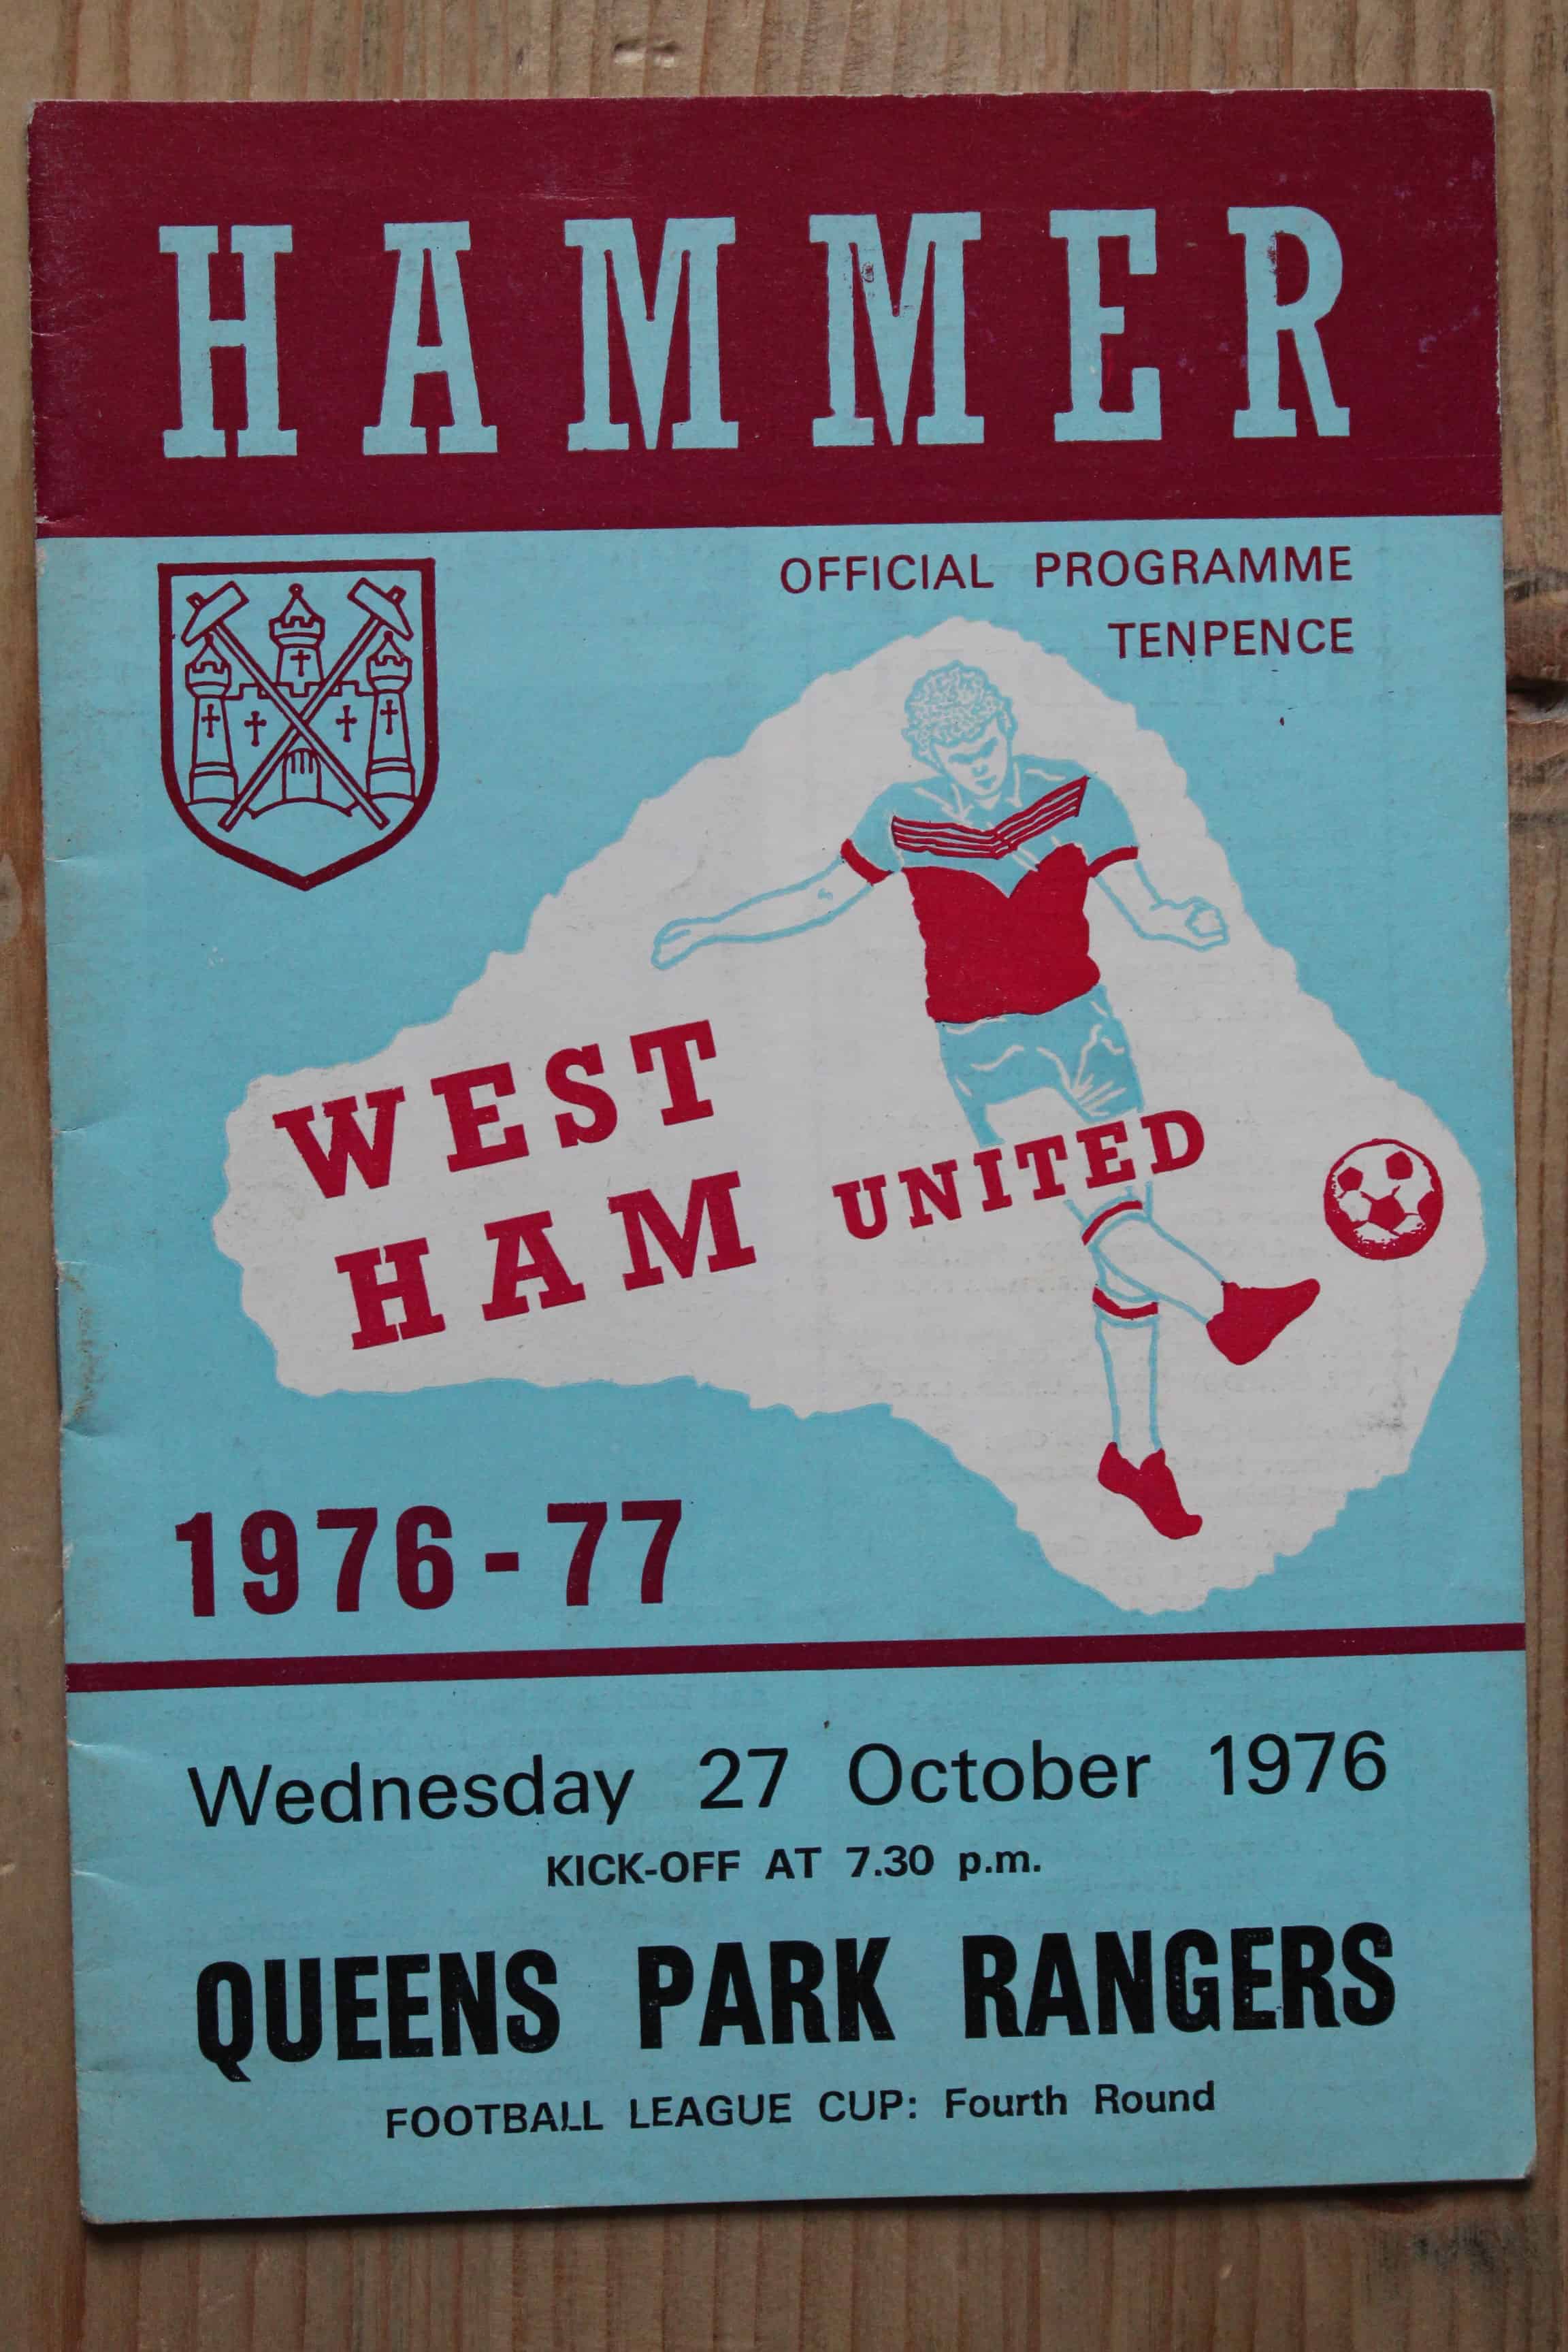 HAMMER
OFFICIAL PROGRAMME
TENPENCE
WEST
HAM UNITED
1976-77
Wednesday 27 October 1976
KICK-OFF AT 7.30 p.m.
QUEENS PARK RANGERS
FOOTBALL LEAGUE CUP: Fourth Round